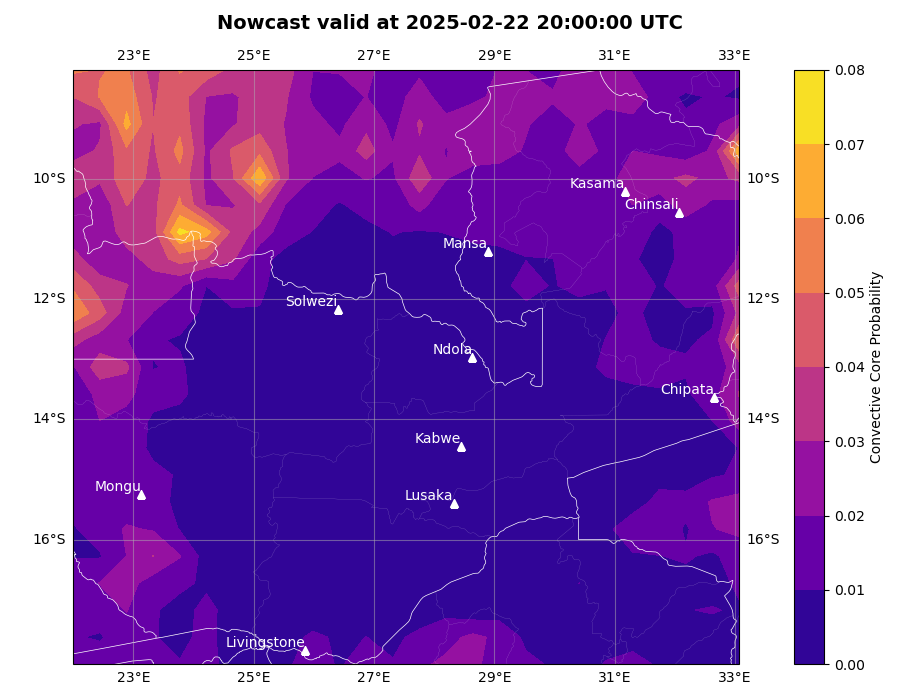 Nowcast valid at 2025-02-22 20:00:00 UTC
23°E 25°E 27°E 29°E 31°E 33°E
0.08
0.07
0.06
0.05
0.04
0.03
0.02
0.01
0.00
Convective Core Probability
10°S 10°S
12°S 12°S
14°S 14°S
16°S 16°S
Kasama
Chinsali
Mansa
Solwezi
Ndola
Chipata
Kabwe
Mongu
Lusaka
Livingstone
23°E 25°E 27°E 29°E 31°E 33°E